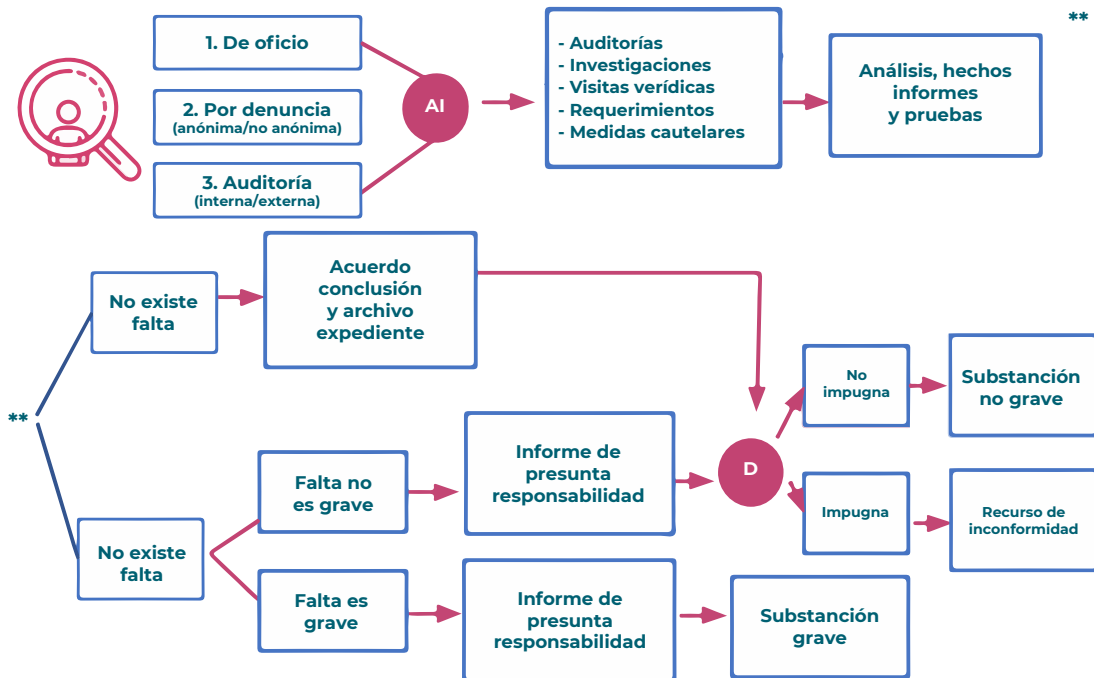 1. De oficio
2. Por denuncia
(anónima/no anónima)
3. Auditoría
(interna/externa)
AI
- Auditorías
- Investigaciones
- Visitas verídicas
- Requerimientos
- Medidas cautelares
**
Análisis, hechos
informes
y pruebas
**
No existe
falta
Acuerdo
conclusión
y archivo
expediente
No existe
falta
Falta no
es grave
Informe de
presunta
responsabilidad
D
No
impugna
Substanción
no grave
Impugna
Recurso de
inconformidad
Falta es
grave
Informe de
presunta
responsabilidad
Substanción
grave